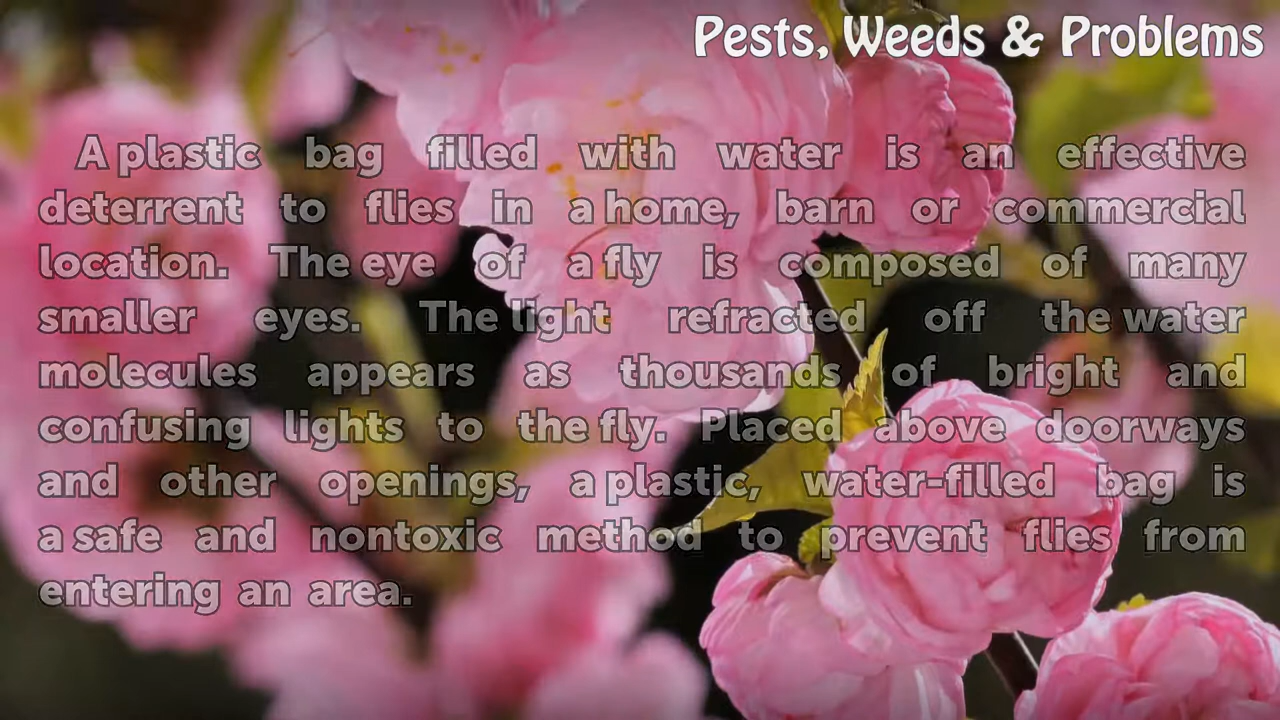 Pests, Weeds & Problems
A plastic bag filled with water is an effective
deterrent to flies in a home, barn or commercial
location. The eye of a fly is composed of many
smaller eyes. The light refracted off the water
molecules appears as thousands of bright and
confusing lights to the fly. Placed above doorways
and other openings, a plastic, water-filled bag is
a safe and nontoxic method to prevent flies from
entering an area.